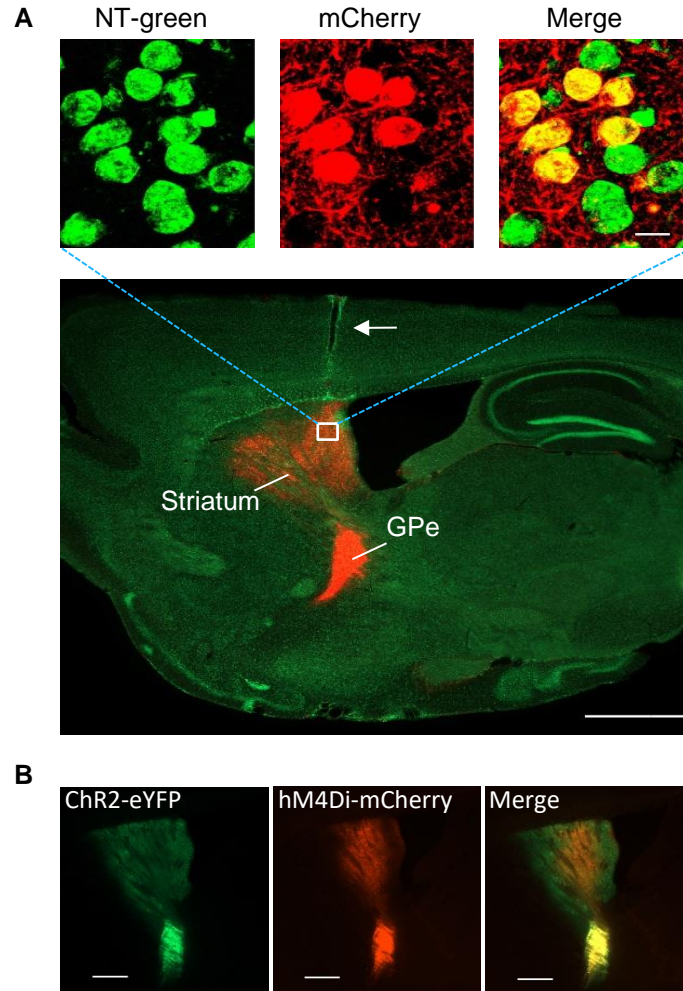 A
NT-green mCherry Merge
Striatum
GPe
B
ChR2-eYFP hM4Di-mCherry Merge